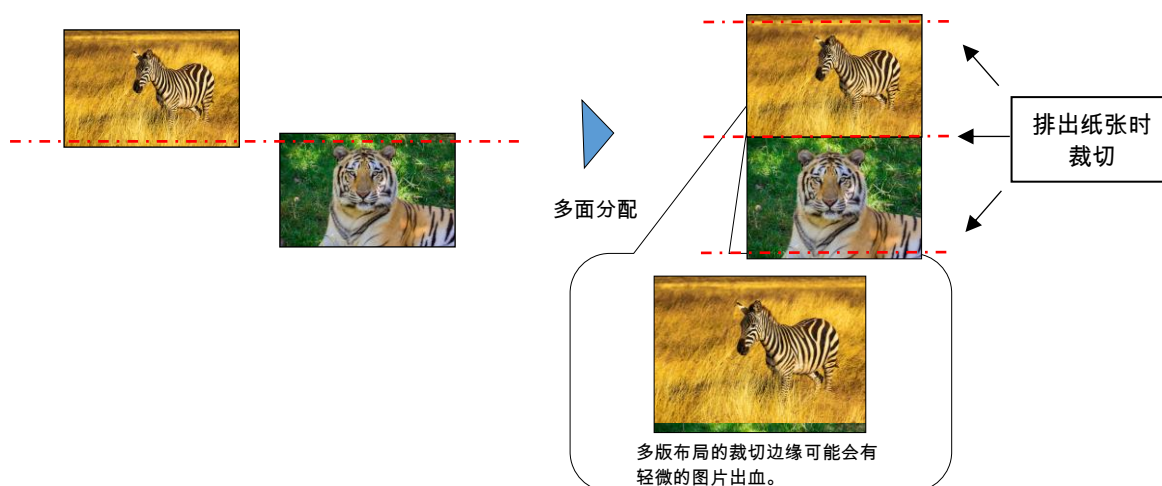 排出纸张时
裁切
多面分配
多版布局的裁切边缘可能会有
轻微的图片出血。